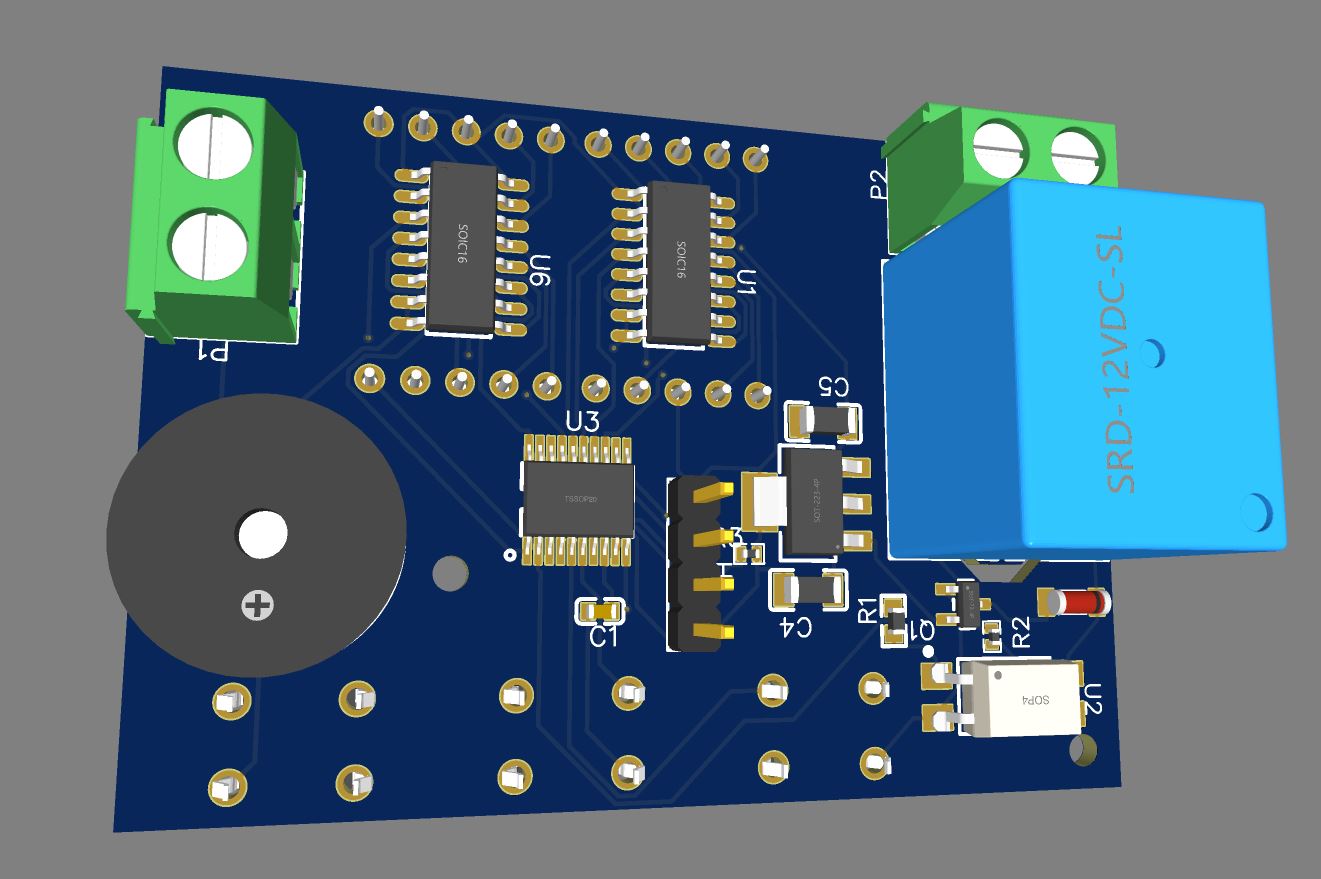 P2
SOIC16
U6
SOIC16
U1
SRD-12VDC-SL
P1
C5
U3
TSSOP20
SOT-223-4P
C1
C4
R1
Q1
R2
SOP4
U2